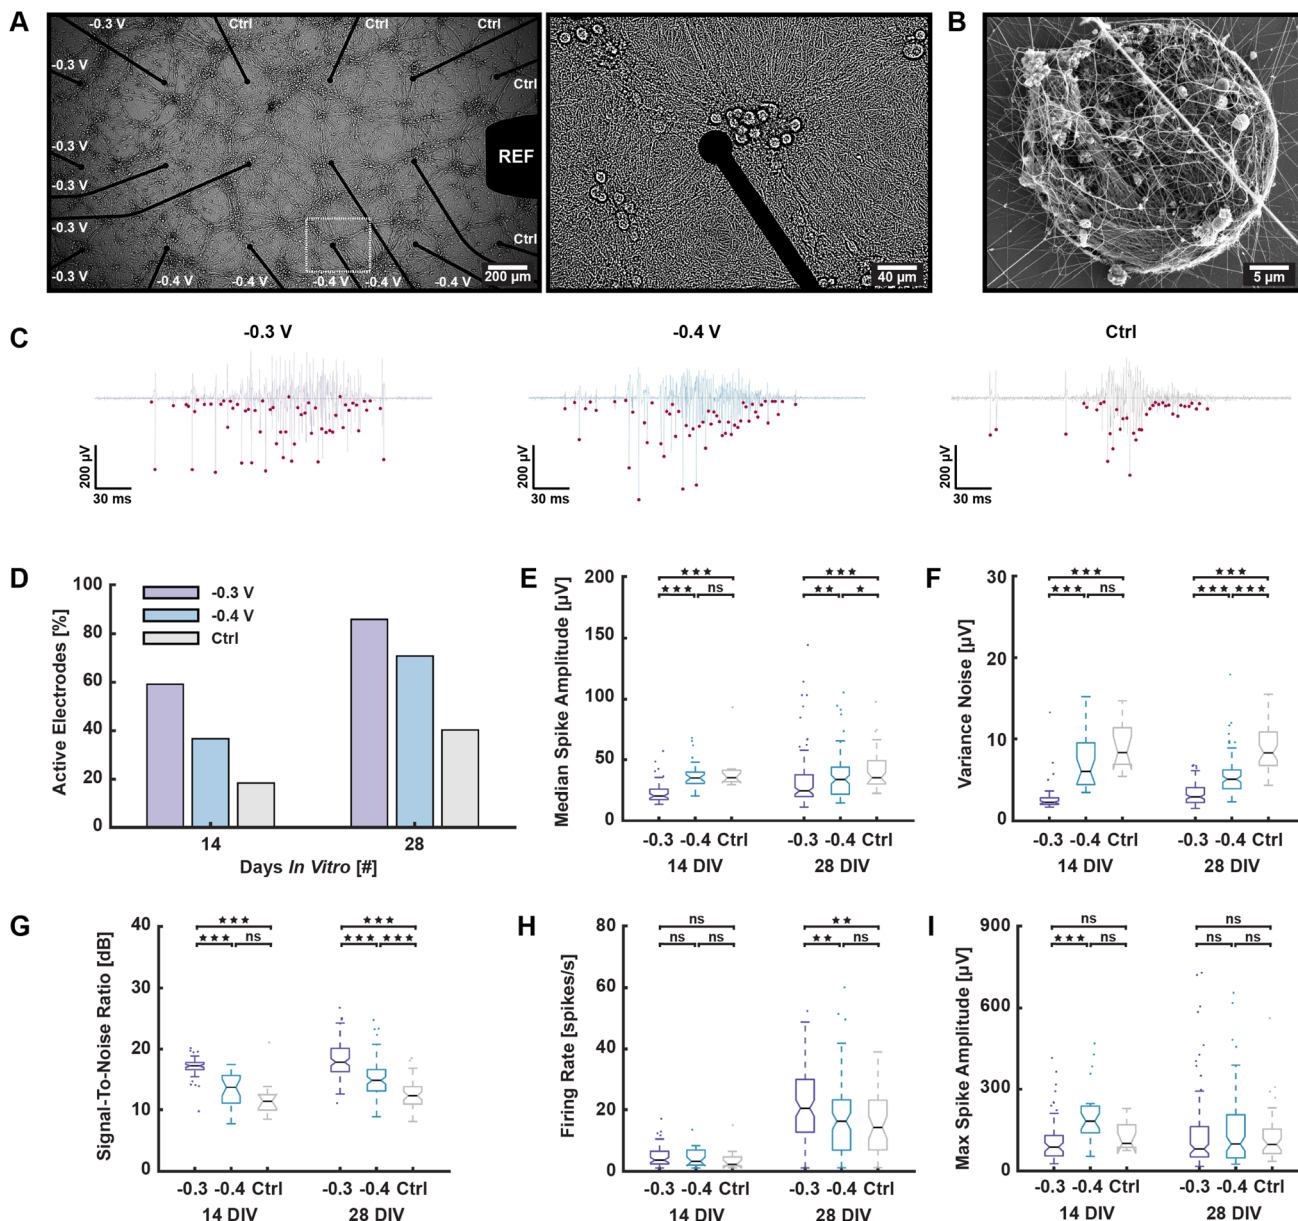 A
-0.3 V
Ctrl
Ctrl
Ctrl
-0.3 V
Ctrl
-0.3 V
REF
-0.3 V
-0.3 V
Ctrl
-0.3 V
-0.4 V
-0.4 V
-0.4 V
-0.4 V
200 µm
40 µm
B
5 µm
C
-0.3 V
-0.4 V
Ctrl
200 µV
30 ms
200 µV
30 ms
200 µV
30 ms
D
Active Electrodes [%]
100
80
60
40
20
0
-0.3 V
-0.4 V
Ctrl
14
28
Days In Vitro [#]
E
Median Spike Amplitude [µV]
200
150
100
50
0
★★★
★★★
ns
★★★
★★
★
-0.3 -0.4 Ctrl
-0.3 -0.4 Ctrl
14 DIV
28 DIV
F
Variance Noise [µV]
30
20
10
0
★★★
★★★
ns
★★★
★★★
★★★
-0.3 -0.4 Ctrl
-0.3 -0.4 Ctrl
14 DIV
28 DIV
G
Signal-To-Noise Ratio [dB]
40
30
20
10
0
★★★
★★★
ns
★★★
★★★
★★★
-0.3 -0.4 Ctrl
-0.3 -0.4 Ctrl
14 DIV
28 DIV
H
Firing Rate [spikes/s]
80
60
40
20
0
ns
ns
ns
★★
★★
ns
-0.3 -0.4 Ctrl
-0.3 -0.4 Ctrl
14 DIV
28 DIV
I
Max Spike Amplitude [µV]
900
600
300
0
ns
★★★
ns
ns
ns
ns
-0.3 -0.4 Ctrl
-0.3 -0.4 Ctrl
14 DIV
28 DIV